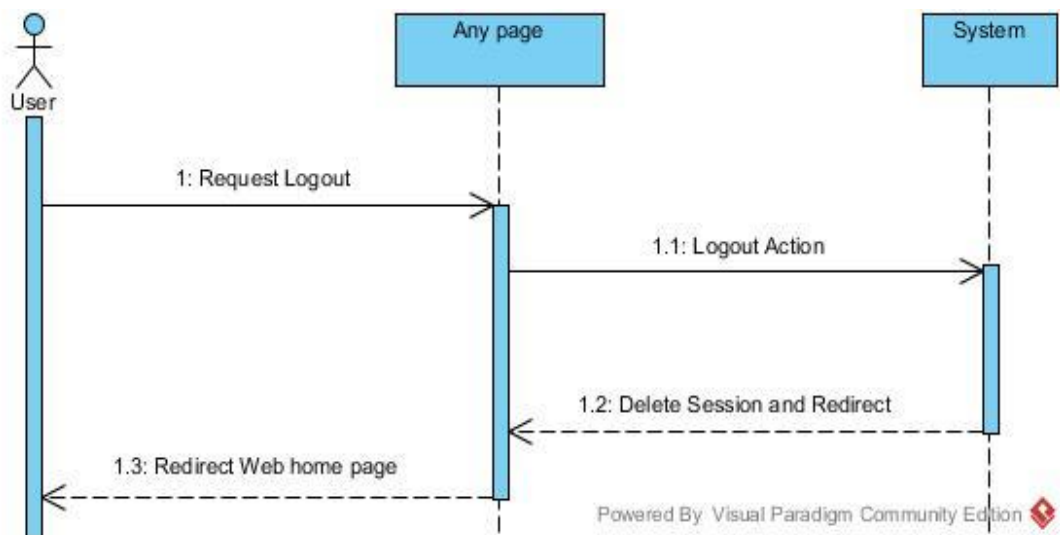 Any page
System
User
1: Request Logout
1.1: Logout Action
1.2: Delete Session and Redirect
1.3: Redirect Web home page
Powered By Visual Paradigm Community Edition